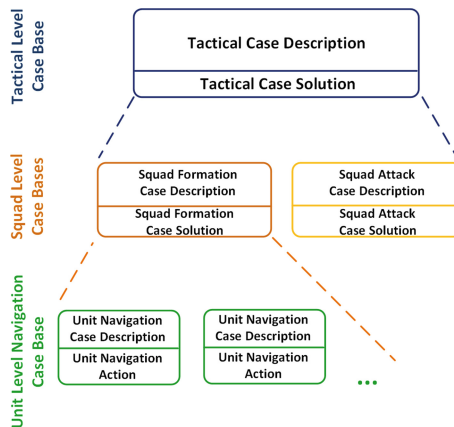 Tactical Level
Case Base
Tactical Case Description
Tactical Case Solution
Squad Level
Case Bases
Squad Formation
Case Description
Squad Formation
Case Solution
Squad Attack
Case Description
Squad Attack
Case Solution
Unit Level Navigation
Case Base
Unit Navigation
Case Description
Unit Navigation
Action
Unit Navigation
Case Description
Unit Navigation
Action
...